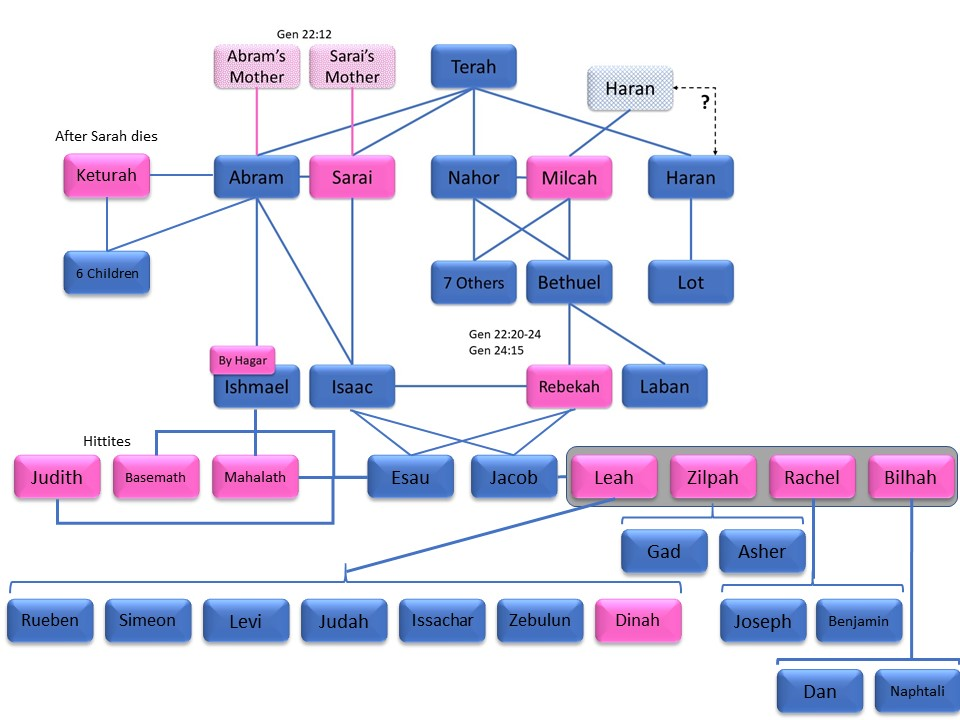 Gen 22:12
Abram's
Mother
Sarai's
Mother
Terah
Haran
?
After Sarah dies
Keturah
Abram
Sarai
Nahor
Milcah
Haran
6 Children
7 Others
Bethuel
Lot
Gen 22:20-24
Gen 24:15
By Hagar
Ishmael
Isaac
Rebekah
Laban
Hittites
Judith
Basemath
Mahalath
Esau
Jacob
Leah
Zilpah
Rachel
Bilhah
Gad
Asher
Rueben
Simeon
Levi
Judah
Issachar
Zebulun
Dinah
Joseph
Benjamin
Dan
Naphtali